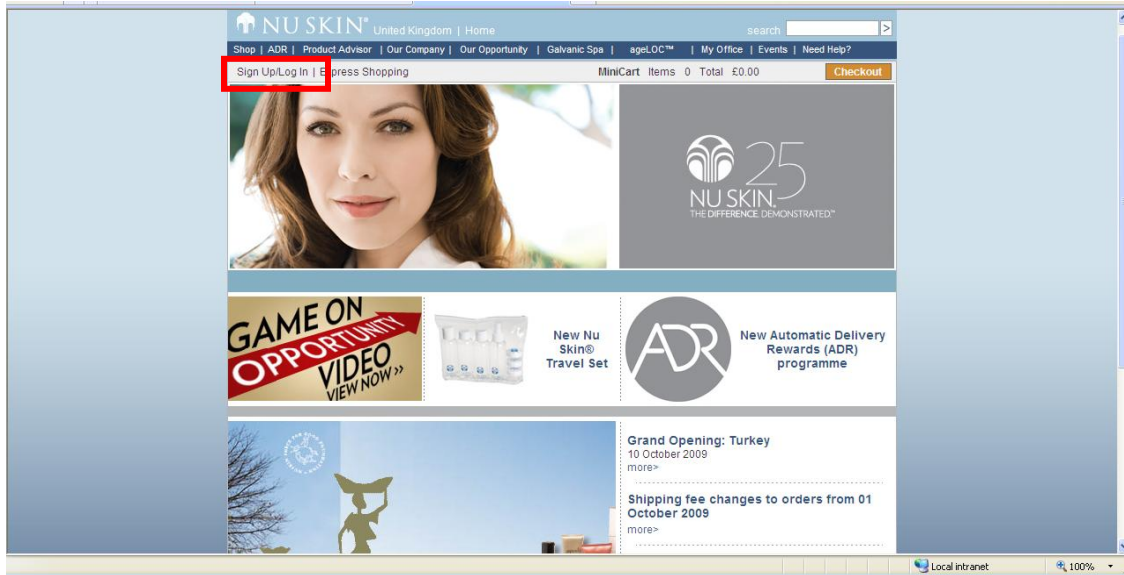 NU SKIN® United Kingdom | Home search >
Shop | ADR | Product Advisor | Our Company | Our Opportunity | Galvanic Spa | ageLOC™ | My Office | Events | Need Help?
Sign Up/Log In | Express Shopping MiniCart Items 0 Total £0.00 Checkout
25
NU SKIN.
THE DIFFERENCE. DEMONSTRATED.™
GAME ON
OPPORTUNITY
VIDEO
VIEW NOW »
New Nu
Skin®
Travel Set
ADR
New Automatic Delivery
Rewards (ADR)
programme
Grand Opening: Turkey
10 October 2009
more>
Shipping fee changes to orders from 01
October 2009
more>
Local intranet 100%